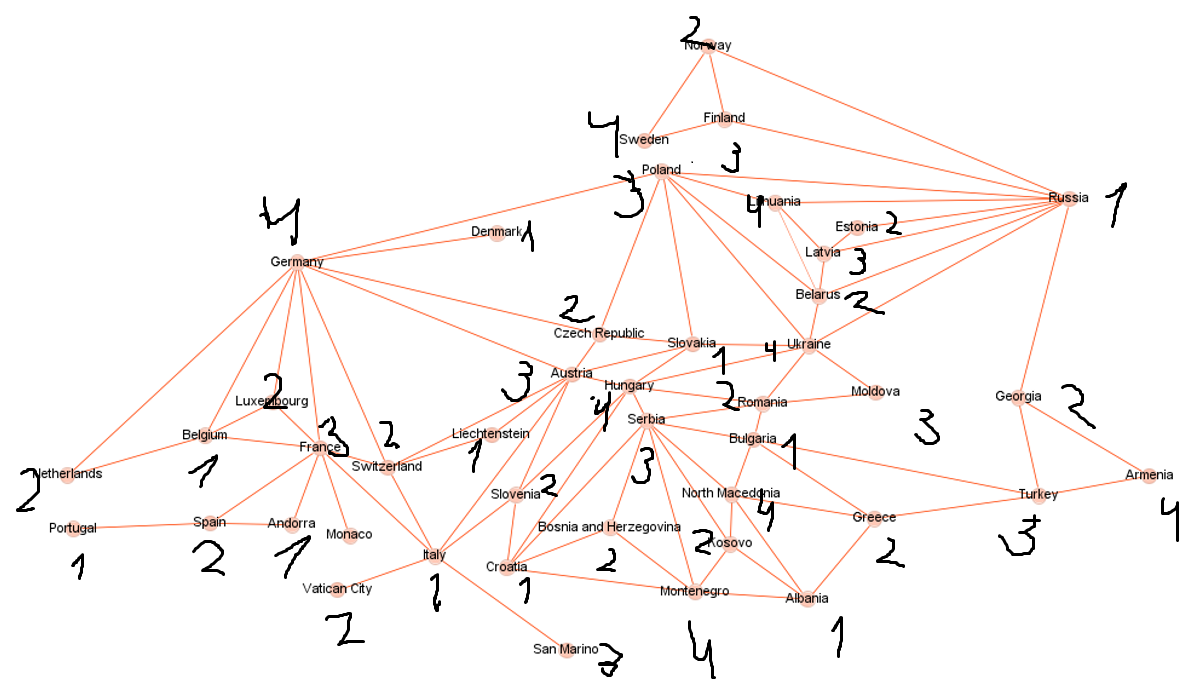 2
Norway
Finland
4
Sweden
3
Poland
3
Lithuania
4
Russia
1
Estonia
2
Denmark
1
4
Germany
Latvia
3
Belarus
2
2
Czech Republic
Slovakia
1
4
Ukraine
Austria
3
Hungary
4
Romania
2
Moldova
3
Georgia
2
Luxembourg
2
Serbia
3
Belgium
1
France
3
2
Switzerland
Liechtenstein
1
Bulgaria
1
Netherlands
2
Slovenia
2
North Macedonia
4
Turkey
3
Armenia
4
Portugal
1
Spain
2
Andorra
1
Monaco
Bosnia and Herzegovina
2
Kosovo
2
Greece
2
Italy
1
Croatia
1
Vatican City
2
Montenegro
4
Albania
1
San Marino
3